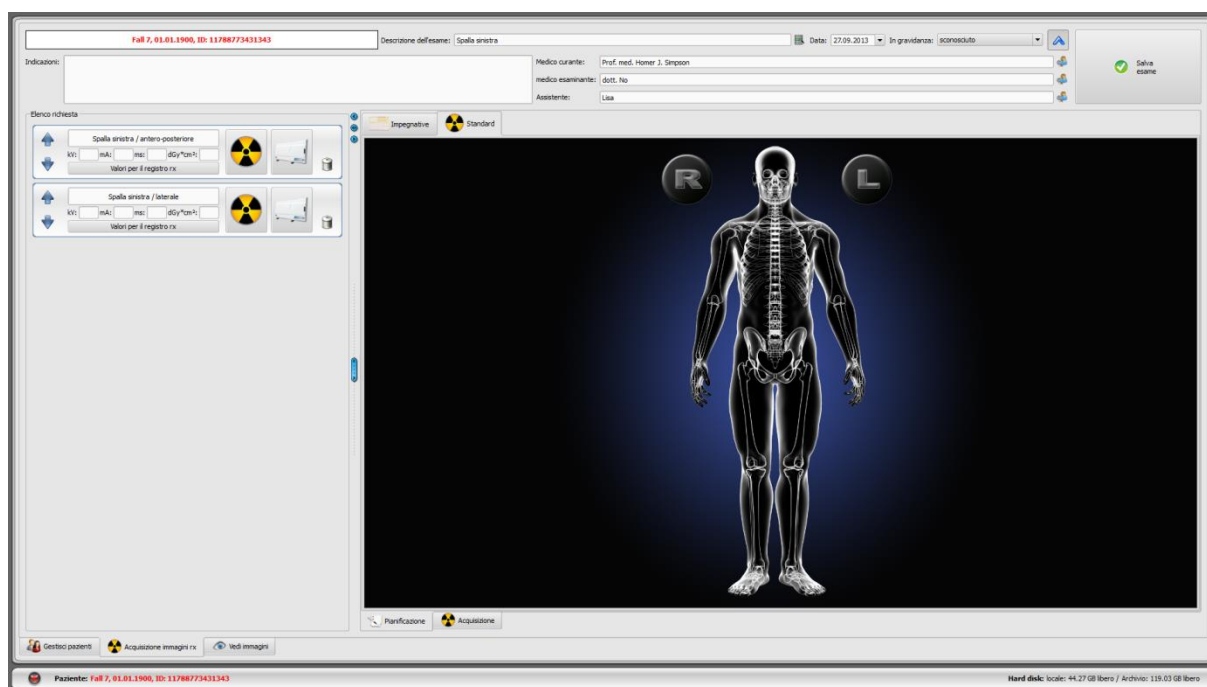 Fall 7, 01.01.1900, ID: 11788773431343
Descrizione dell'esame: Spalla sinistra
Data: 27.09.2013
In gravidanza: sconosciuto
Salva esame
Indicazioni:
Medico curante: Prof. med. Homer J. Simpson
medico esaminante: dott. No
Assistente: Lisa
Elenco richiesta
Impegnative
Standard
Spalla sinistra / antero-posteriore
kV: mA: ms: dGy*cm²:
Valori per il registro rx
Spalla sinistra / laterale
kV: mA: ms: dGy*cm²:
Valori per il registro rx
R
L
Pianificazione
Acquisizione
Gestisci pazienti
Acquisizione immagini rx
Vedi immagini
Paziente: Fall 7, 01.01.1900, ID: 11788773431343
Hard disk: locale: 44.27 GB libero / Archivio: 119.03 GB libero